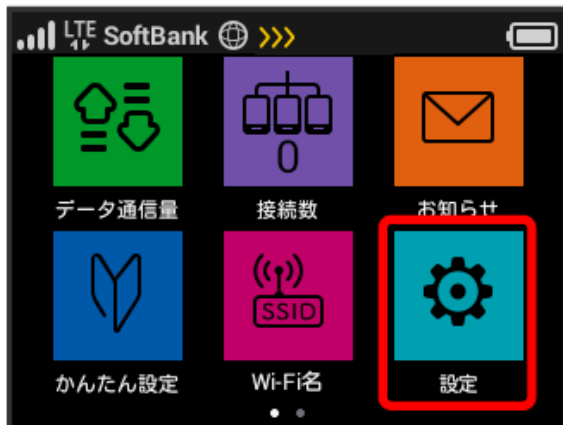 LTE SoftBank
0
データ通信量 接続数 お知らせ
SSID
かんたん設定 Wi-Fi名 設定